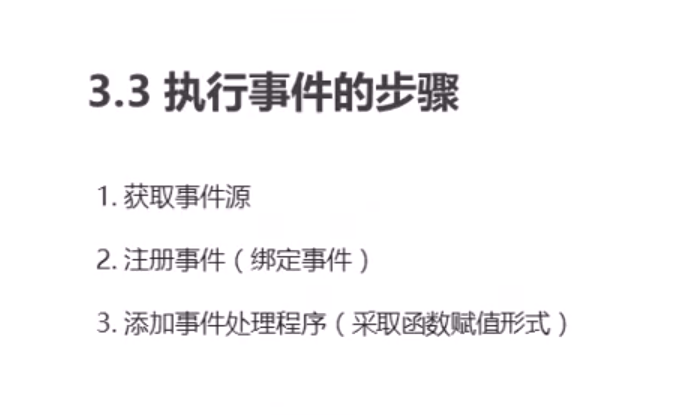 3.3 执行事件的步骤
1. 获取事件源
2. 注册事件（绑定事件）
3. 添加事件处理程序（采取函数赋值形式）